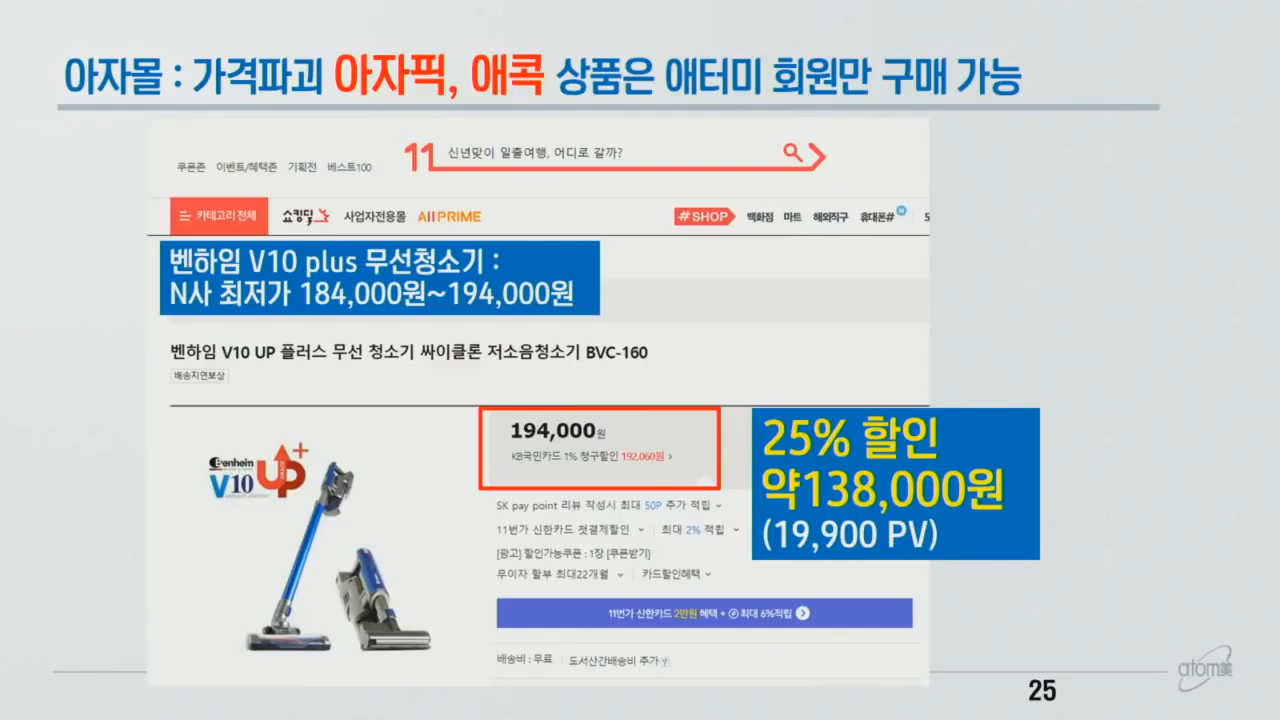 아자몰 : 가격파괴 아자픽, 애콕 상품은 애터미 회원만 구매 가능
쿠폰존 이벤트/혜택존 기획전 베스트100
11 신년맞이 일출여행, 어디로 갈까?
카테고리 전체 쇼킹딜 사업자전용몰 All PRIME
#SHOP 백화점 마트 해외직구 휴대폰# N 5
벤하임 V10 plus 무선청소기 :
N사 최저가 184,000원~194,000원
벤하임 V10 UP 플러스 무선 청소기 싸이클론 저소음청소기 BVC-160
배송지연보상
194,000원
KB국민카드 1% 청구할인 192,060원 ›
25% 할인
약138,000원
(19,900 PV)
Benhein
V10 UP+
SK pay point 리뷰 작성시 최대 50P 추가 적립
11번가 신한카드 첫결제할인 최대 2% 적립
[광고] 할인가능쿠폰 : 1장 [쿠폰받기]
무이자 할부 최대22개월 카드할인혜택
11번가 신한카드 2만원 혜택 + ⓟ 최대 6%적립
배송비 : 무료 도서산간배송비 추가 ?
atom美
25